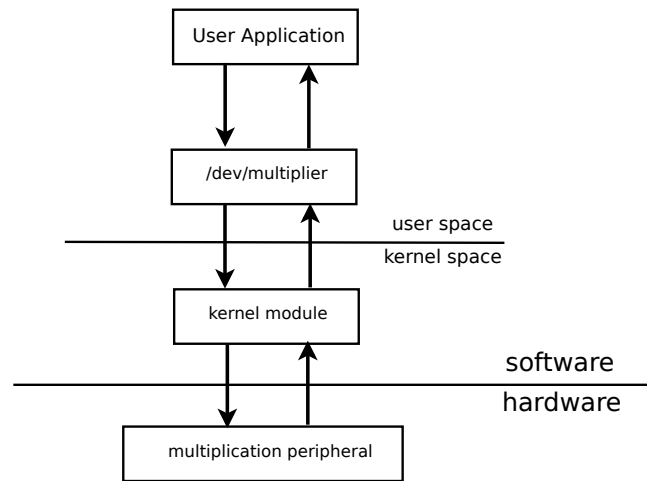 User Application
/dev/multiplier
user space
kernel space
kernel module
software
hardware
multiplication peripheral